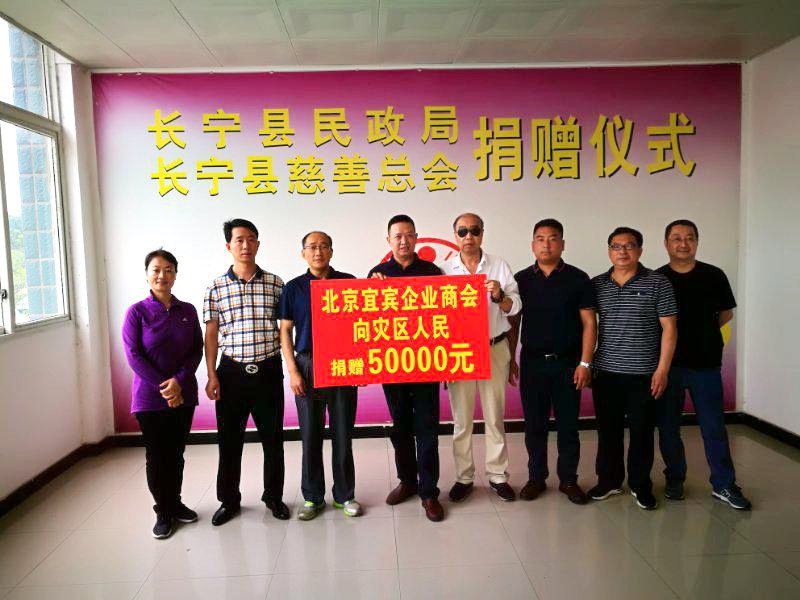 长宁县民政局
长宁县慈善总会
捐赠仪式
北京宜宾企业商会
向灾区人民
捐赠 50000元